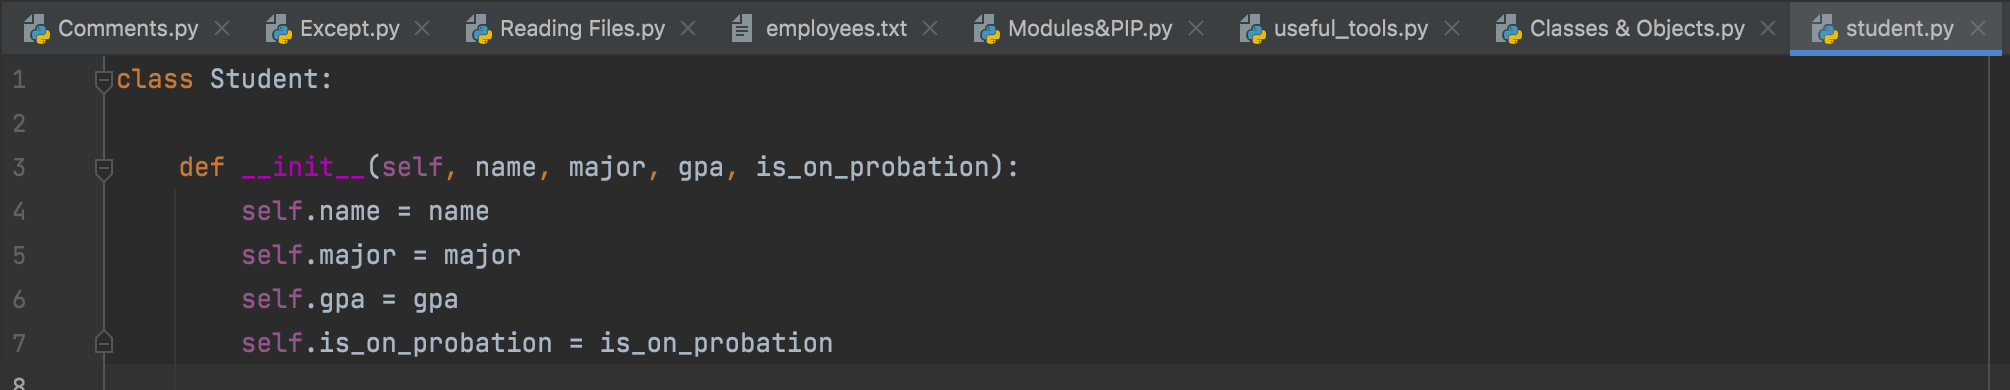 Comments.py Except.py Reading Files.py employees.txt Modules&PIP.py useful_tools.py Classes & Objects.py student.py
1 class Student:
2
3 def __init__(self, name, major, gpa, is_on_probation):
4 self.name = name
5 self.major = major
6 self.gpa = gpa
7 self.is_on_probation = is_on_probation
8